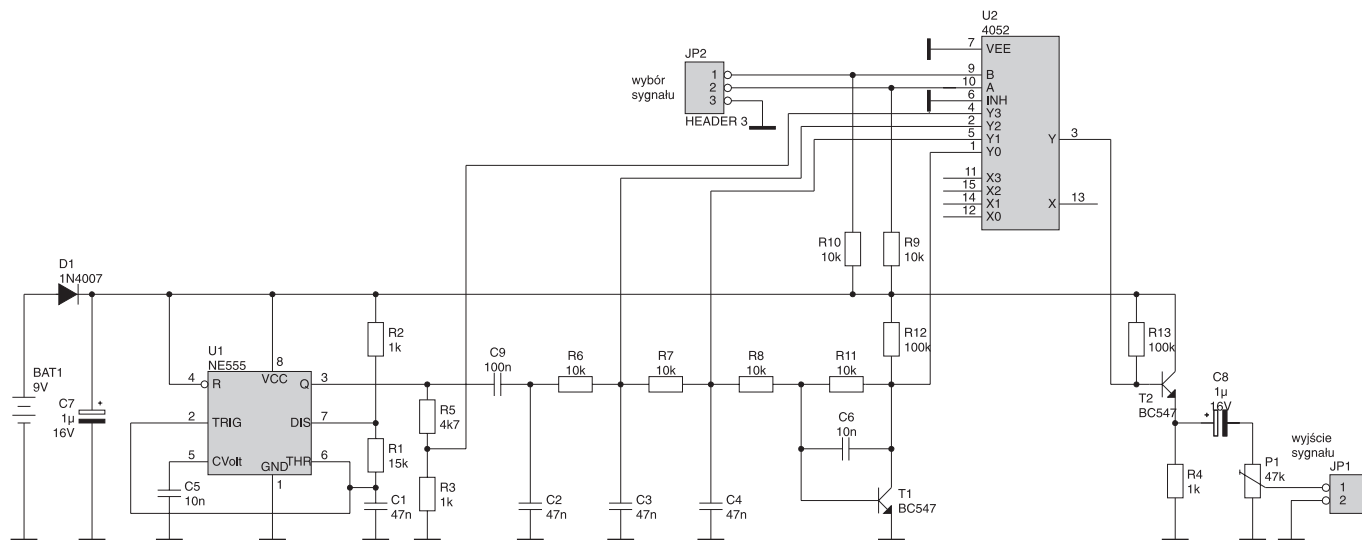 U2
4052
7 VEE
JP2
wybór
sygnału
1
2
3
HEADER 3
9 B
10 A
6 INH
4 Y3
2 Y2
5 Y1
1 Y0
Y 3
11 X3
15 X2
14 X1
12 X0
X 13
R10
10k
R9
10k
D1
1N4007
R2
1k
R12
100k
R13
100k
U1
NE555
8
VCC
4 R
Q 3
2 TRIG
DIS 7
5 CVolt
GND
THR 6
1
BAT1
9V
C7
1µ
16V
+
C9
100n
R6
10k
R7
10k
R8
10k
R11
10k
C6
10n
R5
4k7
R1
15k
R3
1k
C5
10n
C1
47n
C2
47n
C3
47n
C4
47n
T1
BC547
T2
BC547
C8
1µ
16V
+
R4
1k
P1
47k
wyjście
sygnału
JP1
1
2